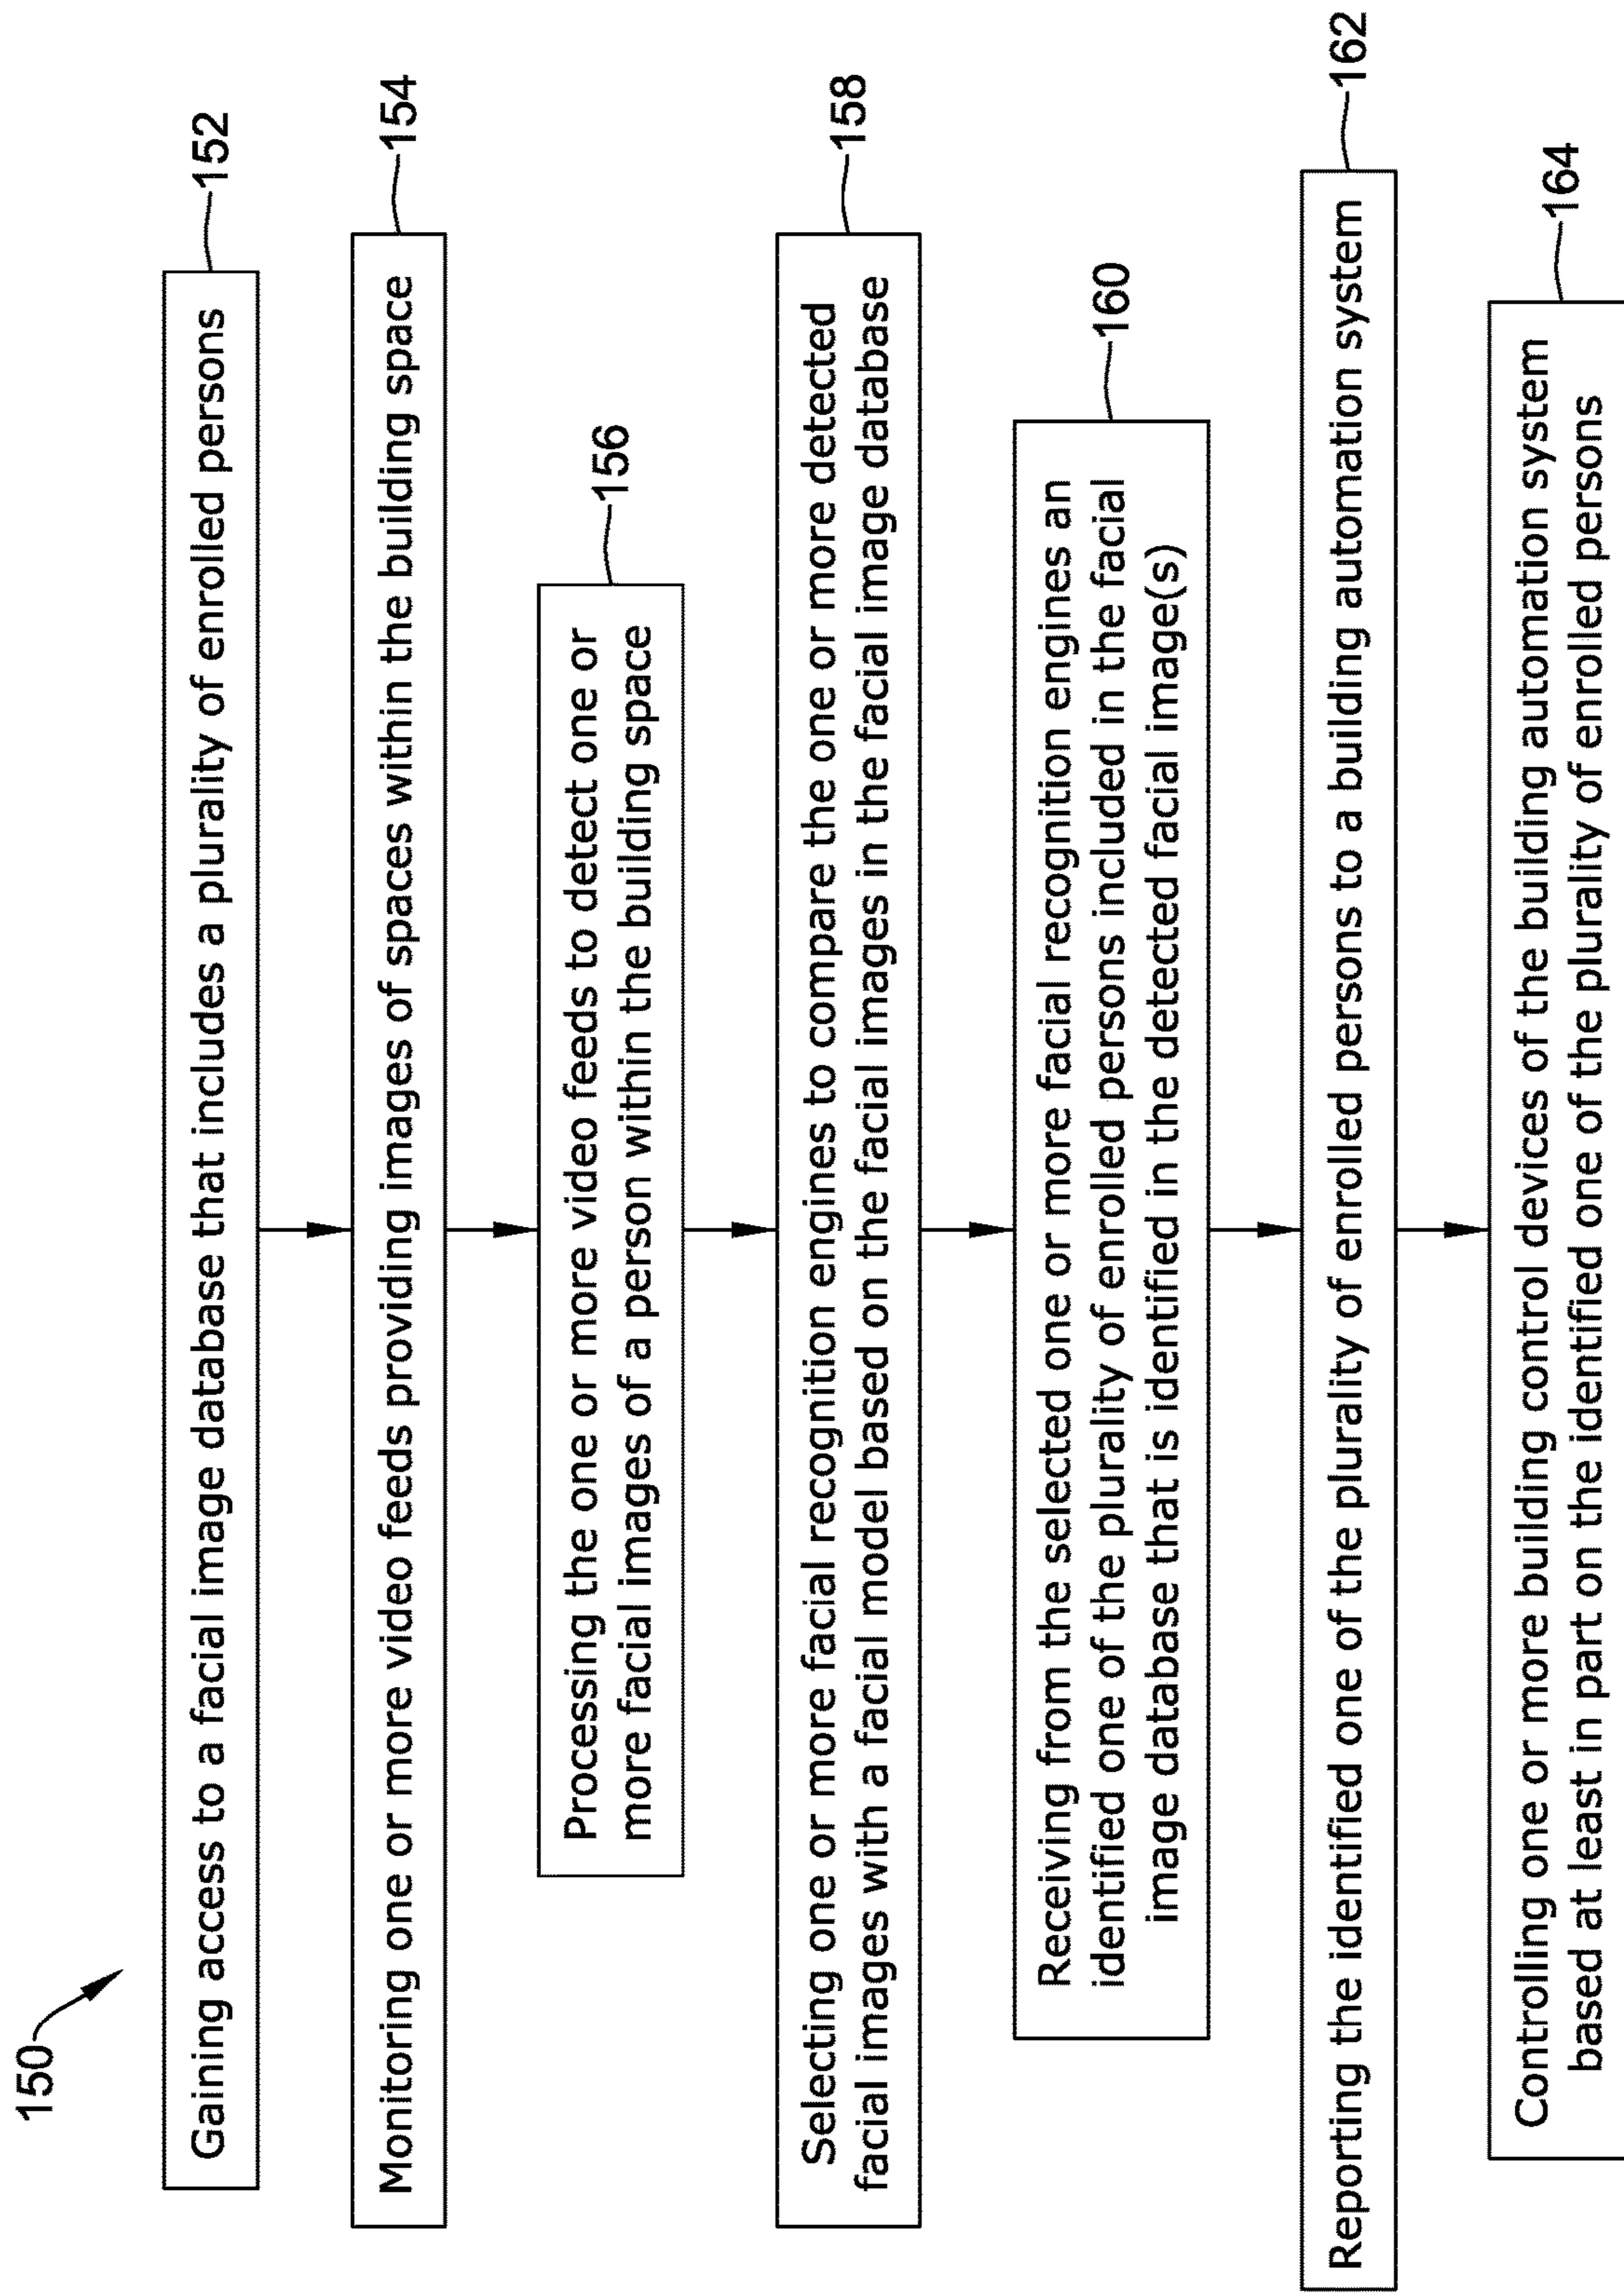 150
Gaining access to a facial image database that includes a plurality of enrolled persons
152
Monitoring one or more video feeds providing images of spaces within the building space
154
Processing the one or more video feeds to detect one or
more facial images of a person within the building space
156
Selecting one or more facial recognition engines to compare the one or more detected
facial images with a facial model based on the facial images in the facial image database
158
Receiving from the selected one or more facial recognition engines an
identified one of the plurality of enrolled persons included in the facial
image database that is identified in the detected facial image(s)
160
Reporting the identified one of the plurality of enrolled persons to a building automation system
162
Controlling one or more building control devices of the building automation system
based at least in part on the identified one of the plurality of enrolled persons
164